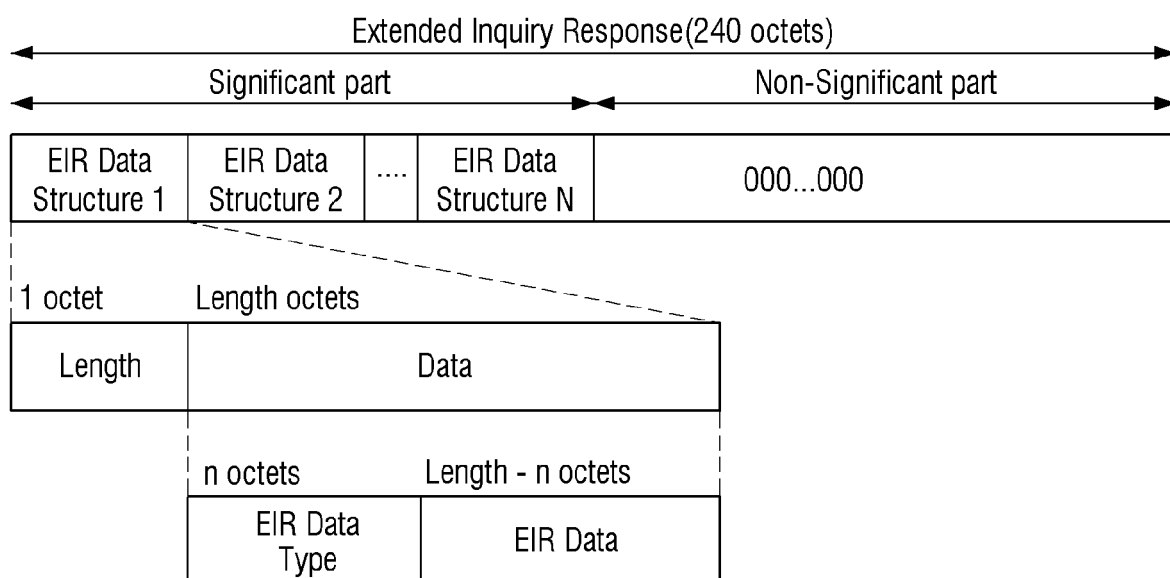 Extended Inquiry Response(240 octets)
Significant part
Non-Significant part
EIR Data
Structure 1
EIR Data
Structure 2
....
EIR Data
Structure N
000...000
1 octet
Length octets
Length
Data
n octets
Length - n octets
EIR Data
Type
EIR Data